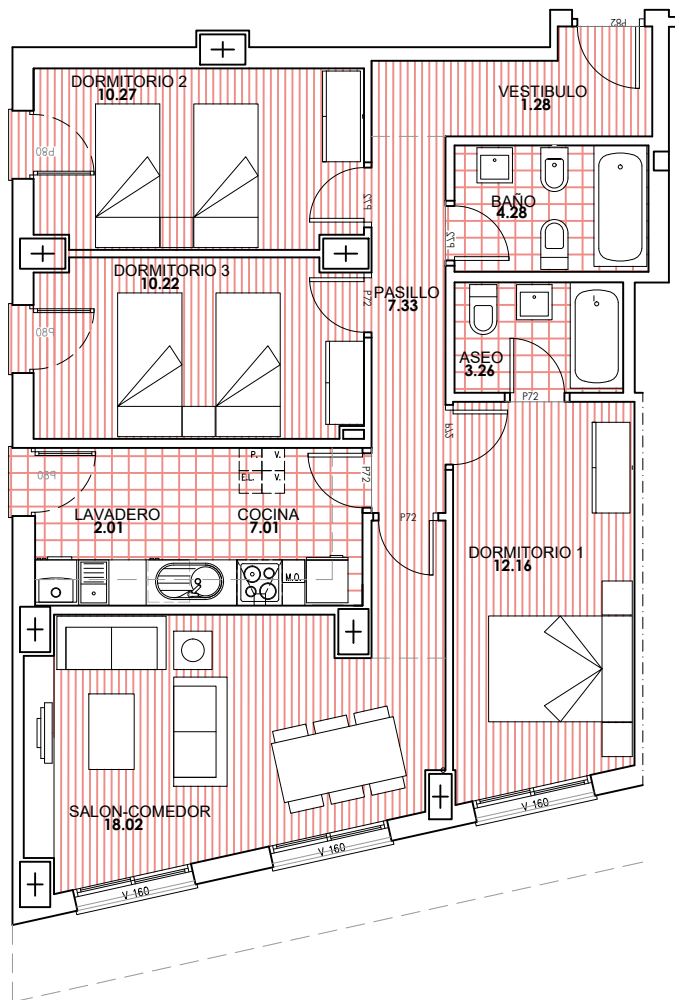 P82
DORMITORIO 2
10.27
VESTIBULO
1.28
P80
P72
BAÑO
4.28
P72
DORMITORIO 3
10.22
PASILLO
7.33
P72
P80
ASEO
3.26
P72
P72
P. V.
E.L. V.
P80
P72
LAVADERO
2.01
COCINA
7.01
P72
DORMITORIO 1
12.16
M.O.
SALON-COMEDOR
18.02
V 160
V 160
V 160